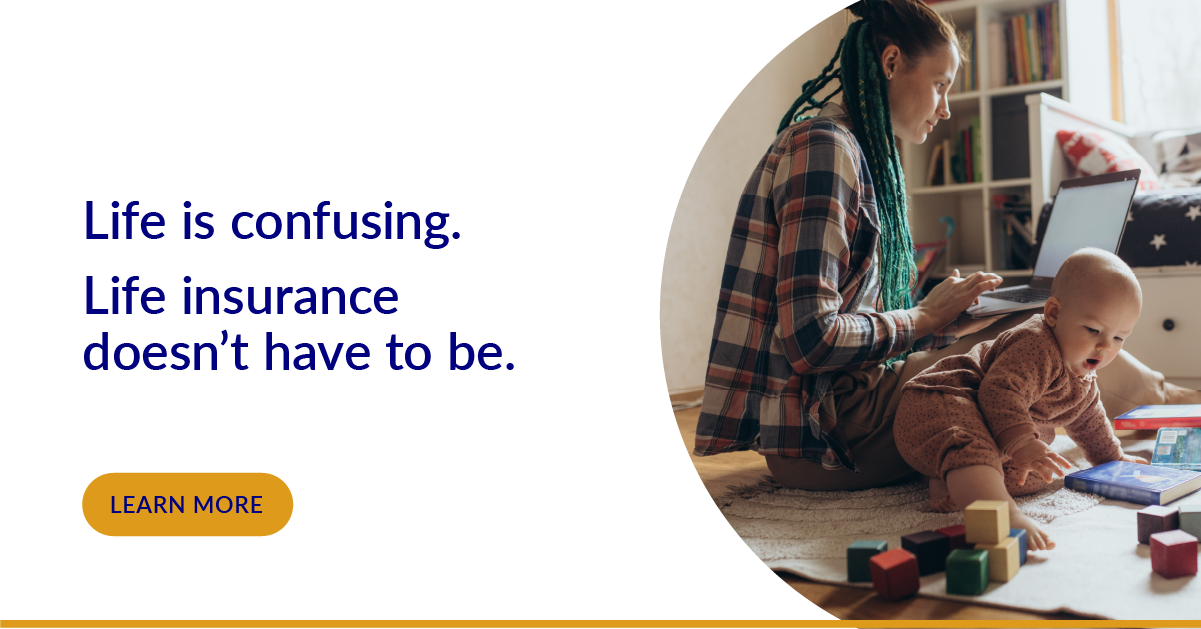 Life is confusing.
Life insurance
doesn’t have to be.
LEARN MORE